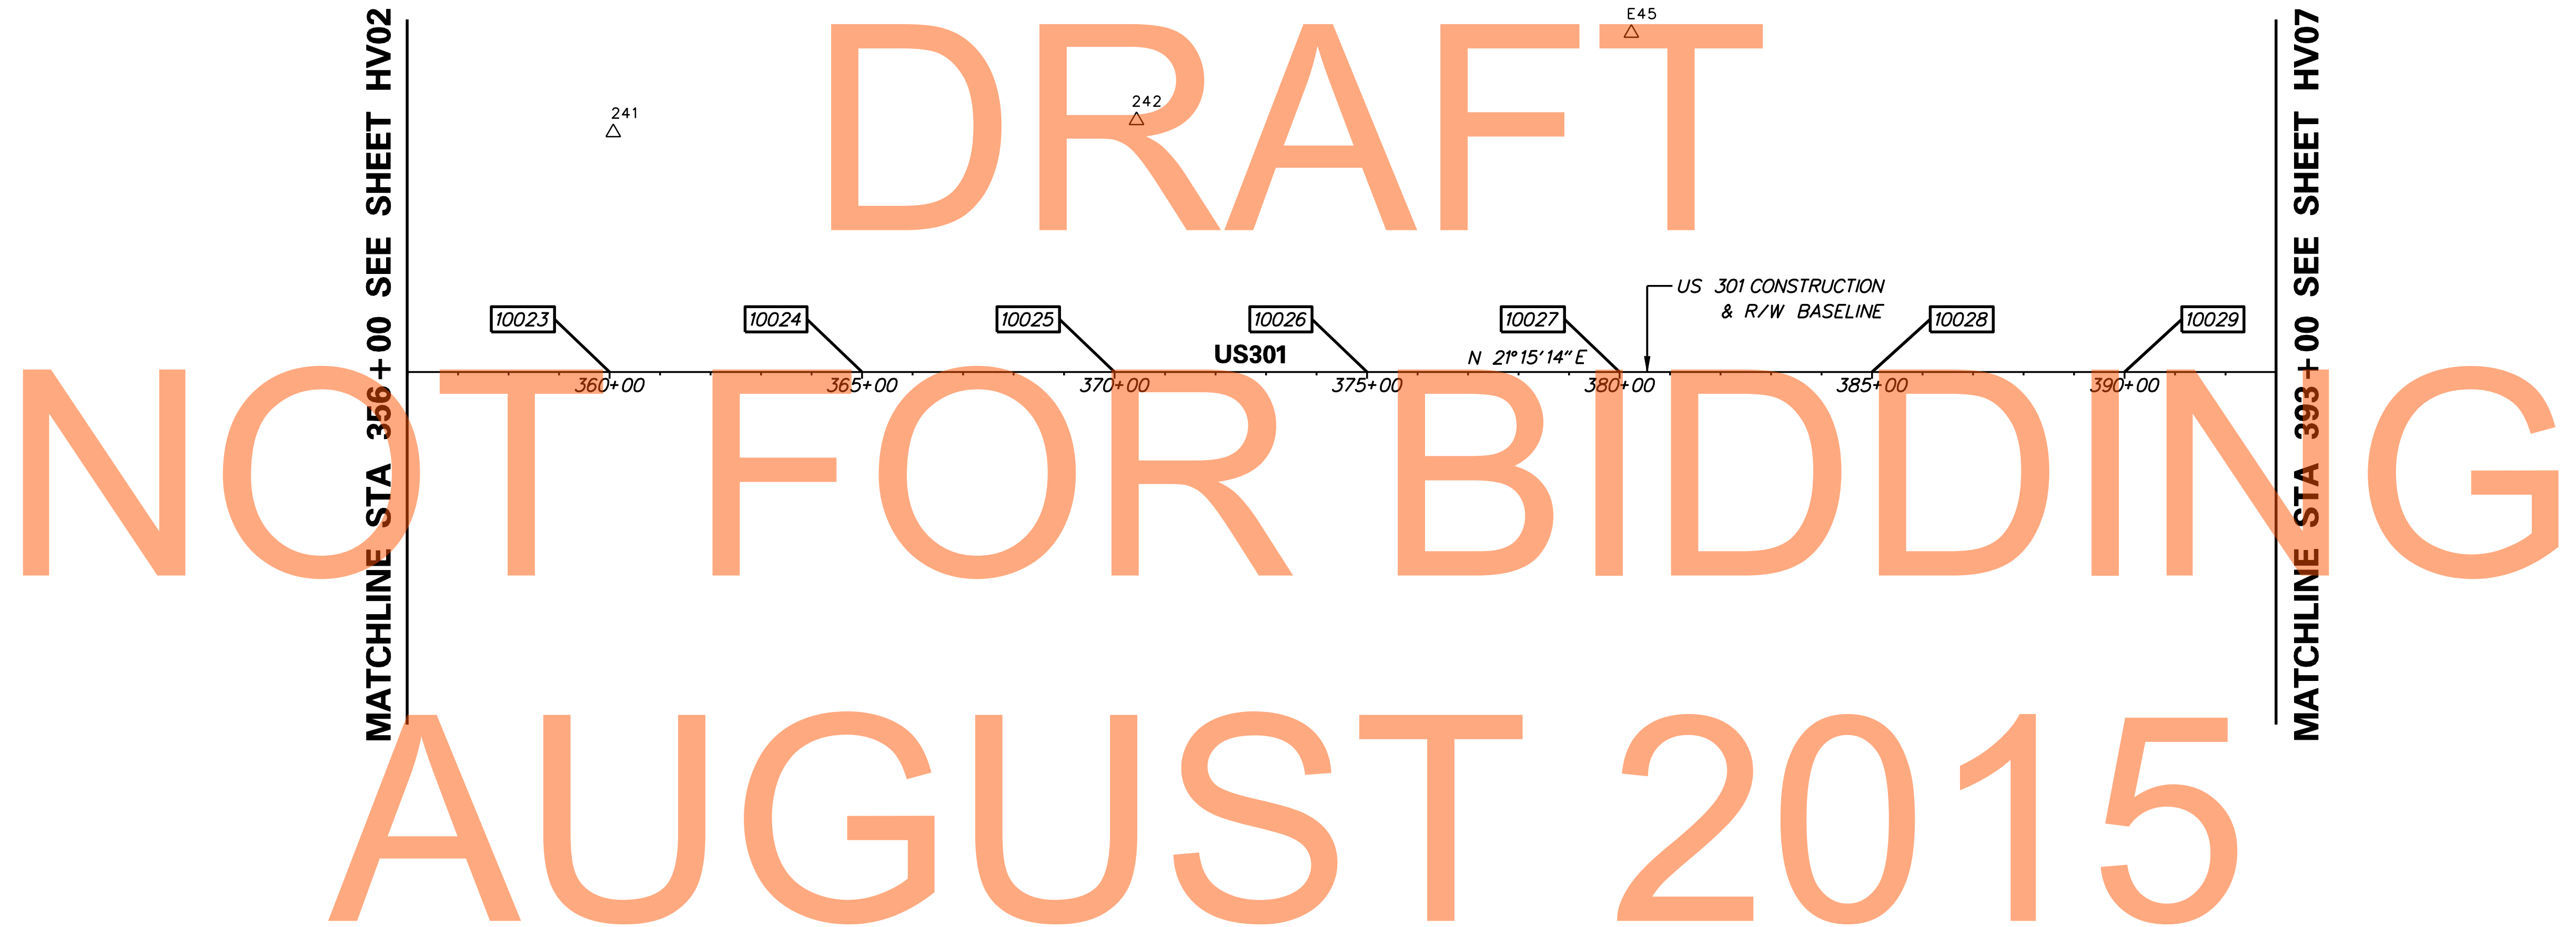 DRAFT
E45
241
242
MATCHLINE STA 356+00 SEE SHEET HV02
MATCHLINE STA 393+00 SEE SHEET HV07
US 301 CONSTRUCTION
& R/W BASELINE
10023
10024
10025
10026
10027
10028
10029
US301
N 21°15'14" E
360+00
365+00
370+00
375+00
380+00
385+00
390+00
NOT FOR BIDDING
AUGUST 2015